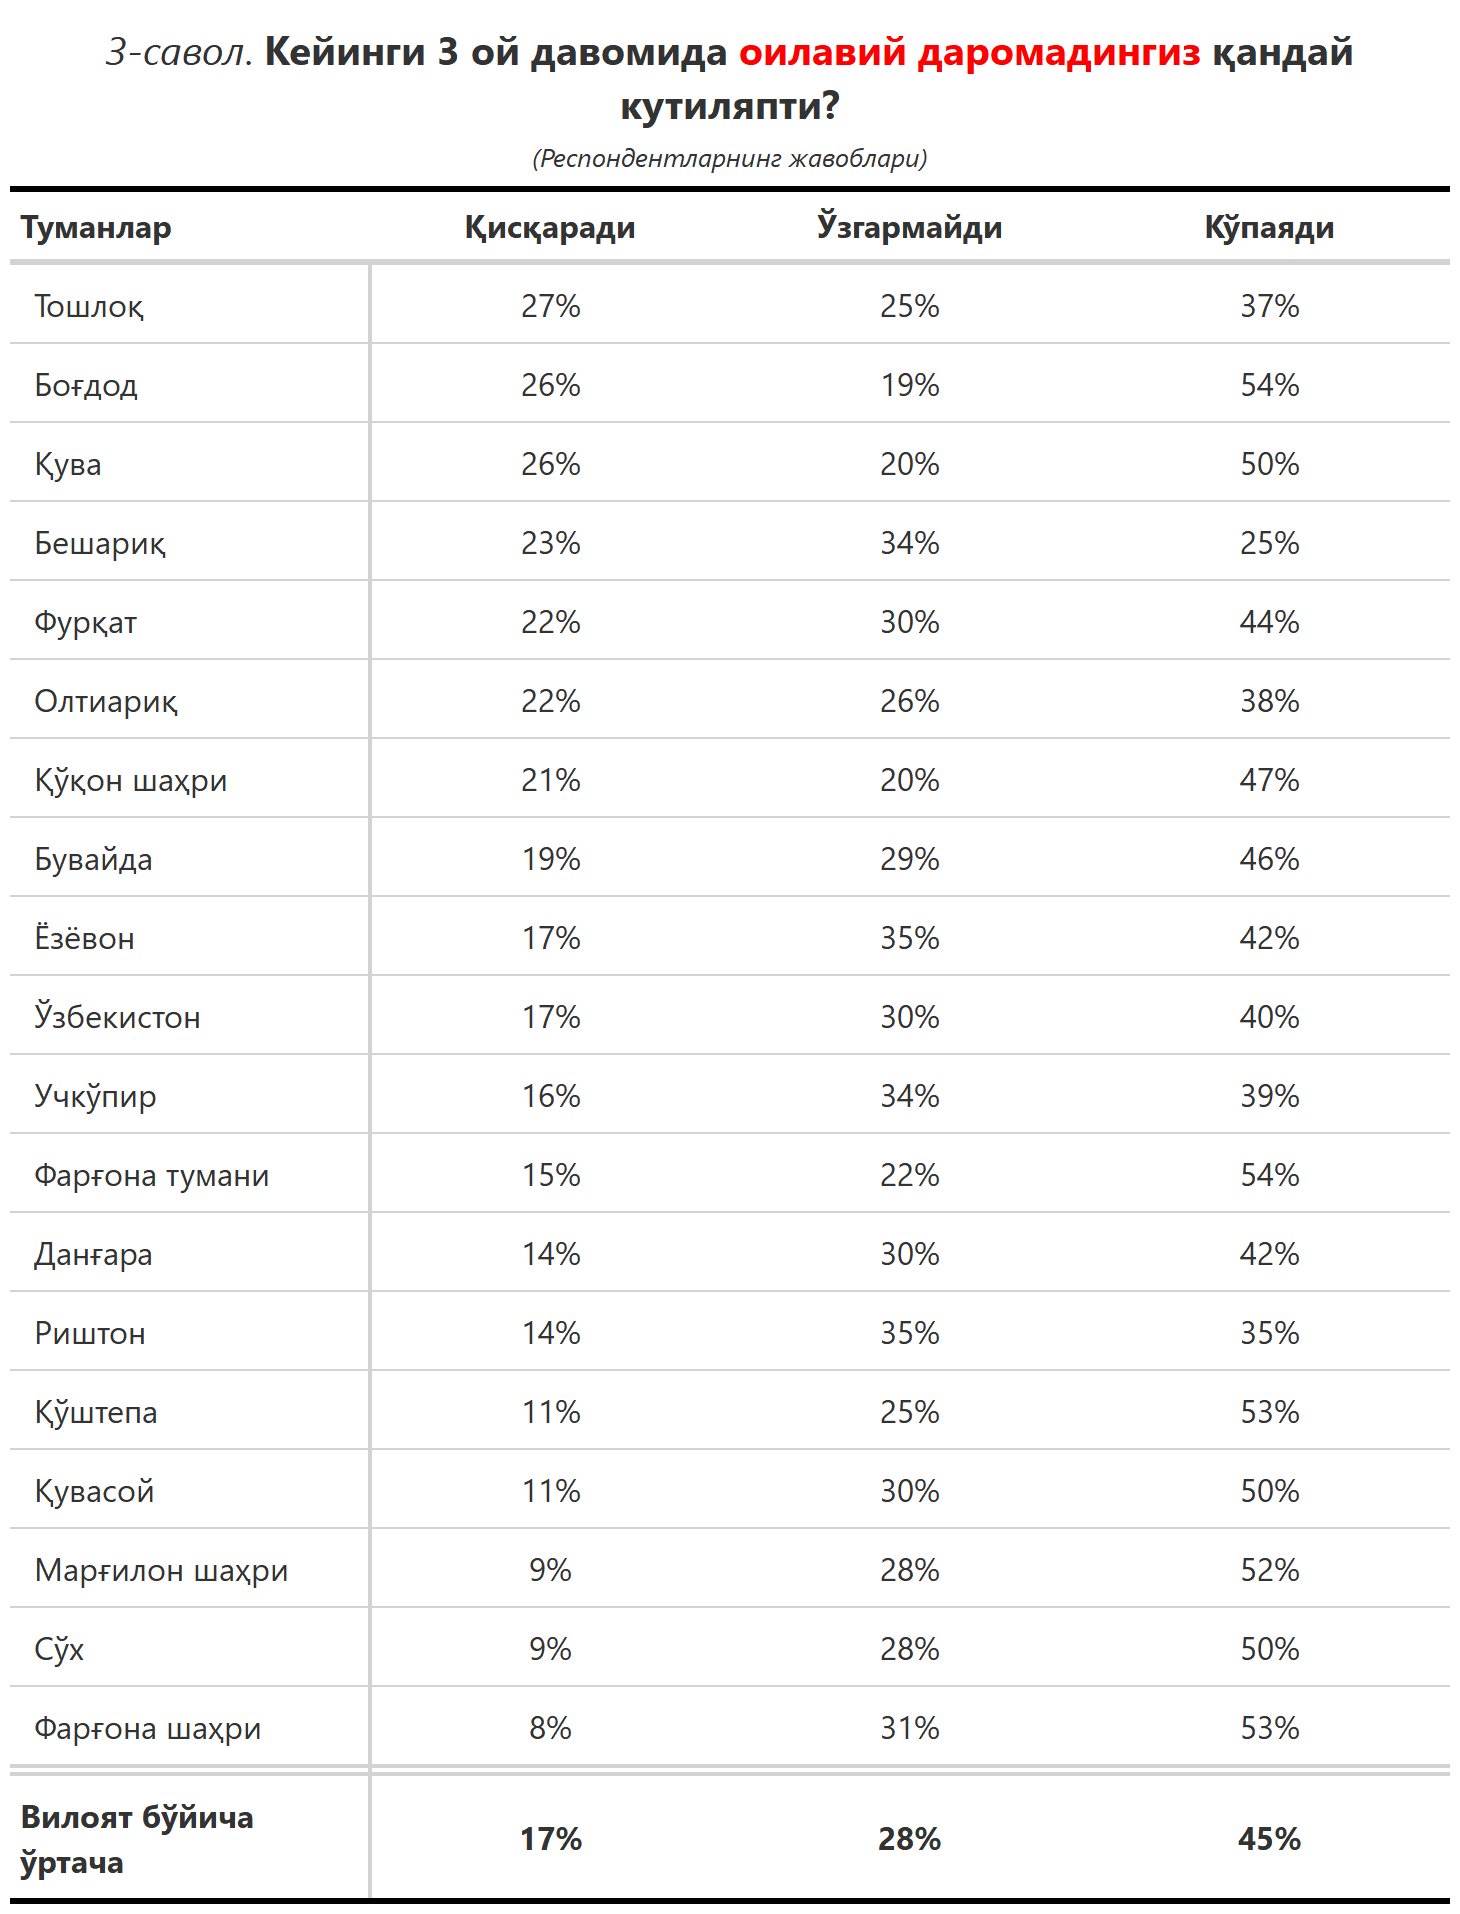 3-савол. Кейинги 3 ой давомида оилавий даромадингиз қандай
кутиляпти?
(Респондентларнинг жавоблари)
Туманлар Қисқаради Ўзгармайди Кўпаяди
Тошлоқ 27% 25% 37%
Боғдод 26% 19% 54%
Қува 26% 20% 50%
Бешариқ 23% 34% 25%
Фурқат 22% 30% 44%
Олтиариқ 22% 26% 38%
Қўқон шаҳри 21% 20% 47%
Бувайда 19% 29% 46%
Ёзёвон 17% 35% 42%
Ўзбекистон 17% 30% 40%
Учкўпир 16% 34% 39%
Фарғона тумани 15% 22% 54%
Данғара 14% 30% 42%
Риштон 14% 35% 35%
Қўштепа 11% 25% 53%
Қувасой 11% 30% 50%
Марғилон шаҳри 9% 28% 52%
Сўх 9% 28% 50%
Фарғона шаҳри 8% 31% 53%
Вилоят бўйича
ўртача 17% 28% 45%